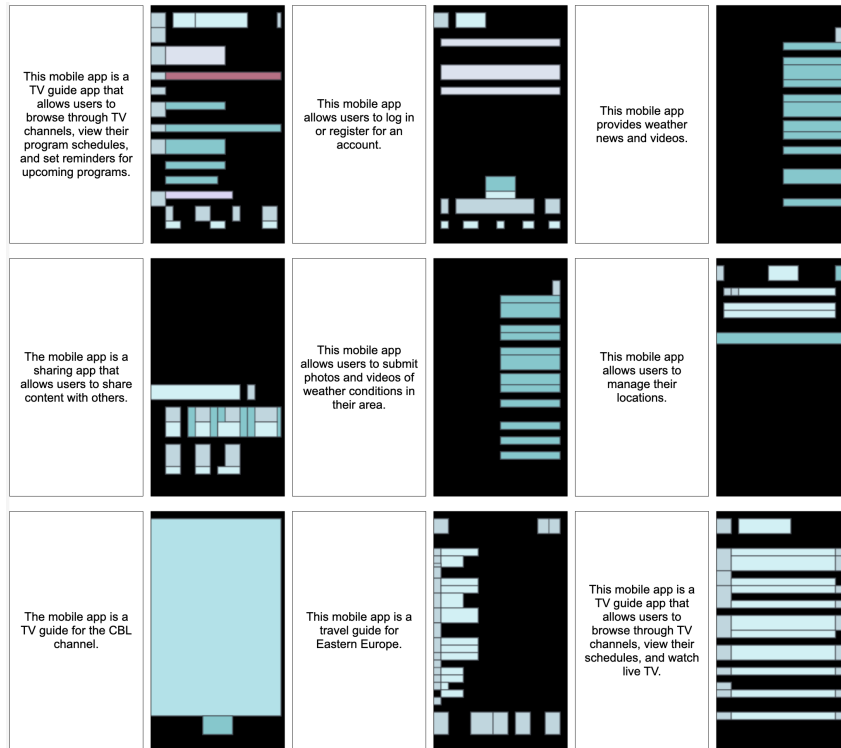 This mobile app is a
TV guide app that
allows users to
browse through TV
channels, view their
program schedules,
and set reminders for
upcoming programs.
This mobile app
allows users to log in
or register for an
account.
This mobile app
provides weather
news and videos.
The mobile app is a
sharing app that
allows users to share
content with others.
This mobile app
allows users to submit
photos and videos of
weather conditions in
their area.
This mobile app
allows users to
manage their
locations.
The mobile app is a
TV guide for the CBL
channel.
This mobile app is a
travel guide for
Eastern Europe.
This mobile app is a
TV guide app that
allows users to
browse through TV
channels, view their
schedules, and watch
live TV.